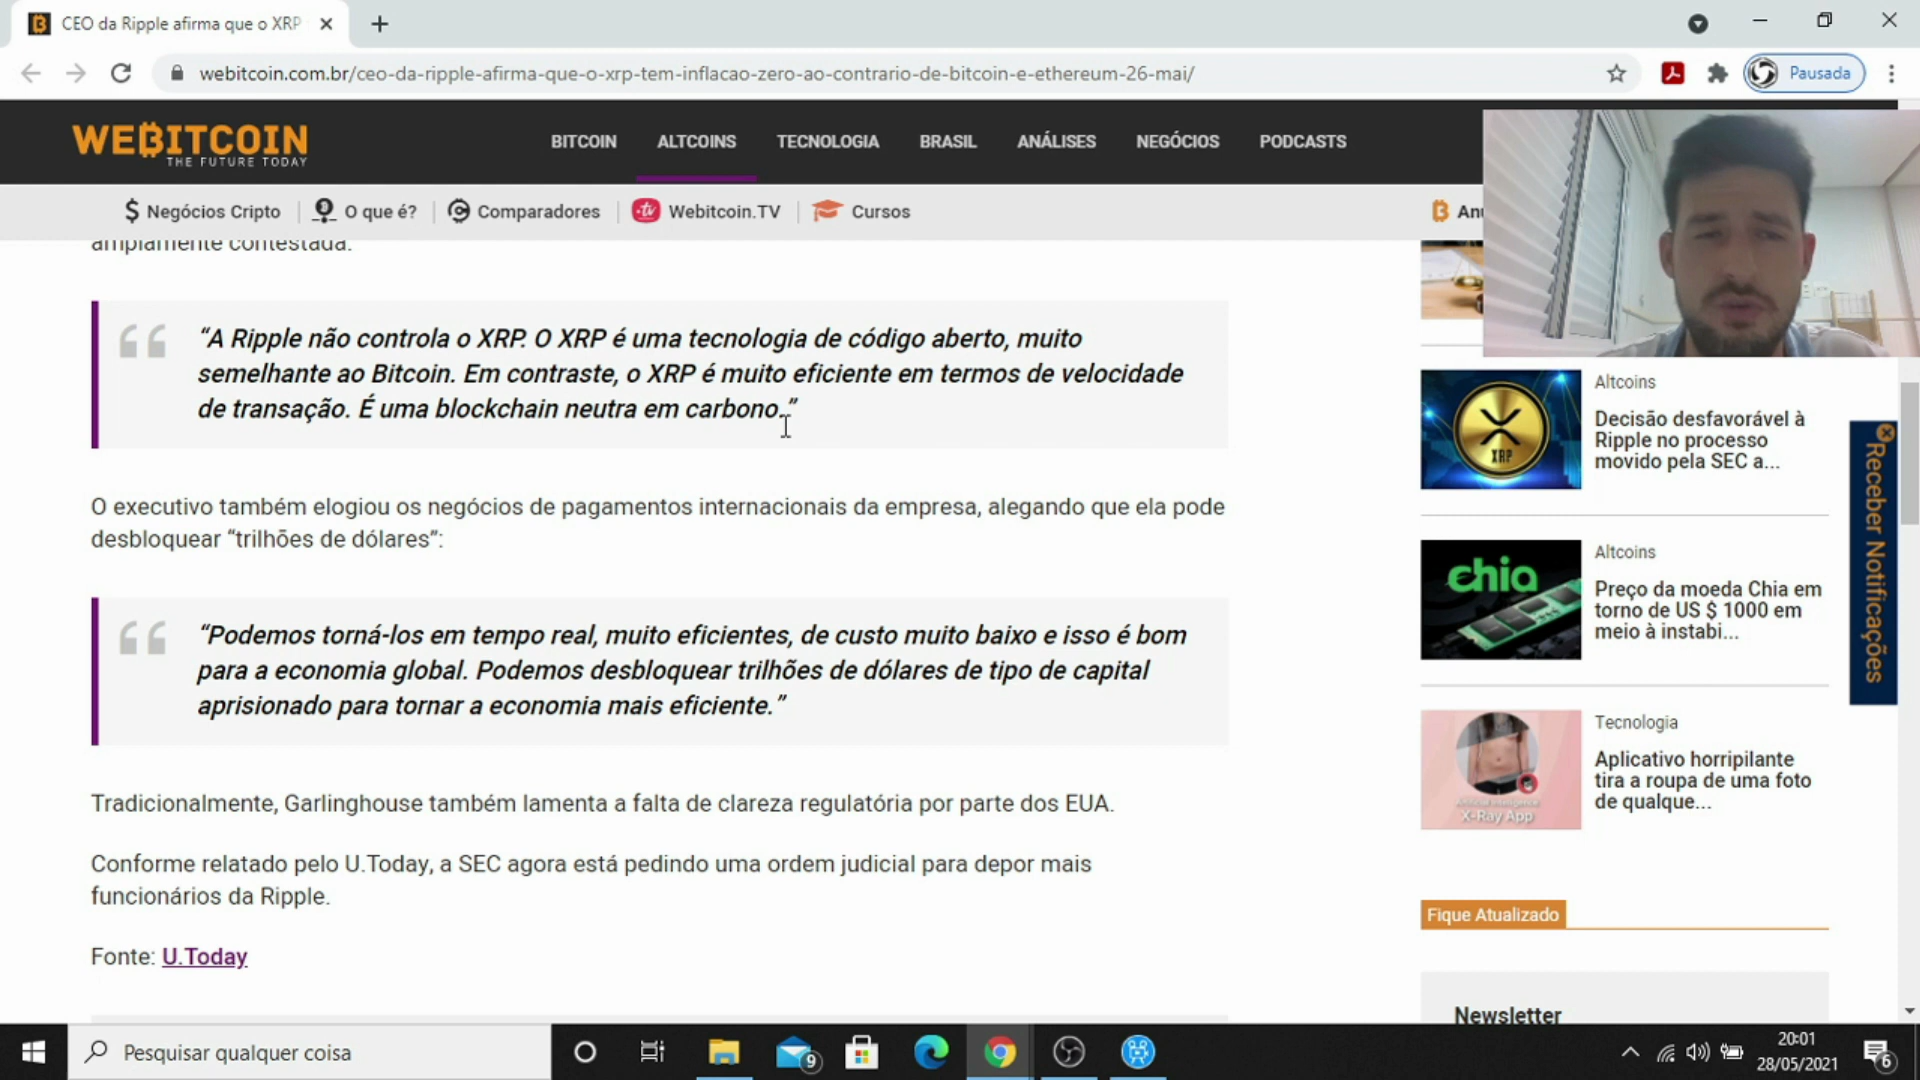 CEO da Ripple afirma que o XRP
webitcoin.com.br/ceo-da-ripple-afirma-que-o-xrp-tem-inflacao-zero-ao-contrario-de-bitcoin-e-ethereum-26-mai/
Pausada
WEBITCOIN
THE FUTURE TODAY
BITCOIN ALTCOINS TECNOLOGIA BRASIL ANÁLISES NEGÓCIOS PODCASTS
Negócios Cripto O que é? Comparadores Webitcoin.TV Cursos
amplamente contestada.
“A Ripple não controla o XRP. O XRP é uma tecnologia de código aberto, muito
semelhante ao Bitcoin. Em contraste, o XRP é muito eficiente em termos de velocidade
de transação. É uma blockchain neutra em carbono.”
O executivo também elogiou os negócios de pagamentos internacionais da empresa, alegando que ela pode
desbloquear “trilhões de dólares”:
“Podemos torná-los em tempo real, muito eficientes, de custo muito baixo e isso é bom
para a economia global. Podemos desbloquear trilhões de dólares de tipo de capital
aprisionado para tornar a economia mais eficiente.”
Tradicionalmente, Garlinghouse também lamenta a falta de clareza regulatória por parte dos EUA.
Conforme relatado pelo U.Today, a SEC agora está pedindo uma ordem judicial para depor mais
funcionários da Ripple.
Fonte: U.Today
Altcoins
Decisão desfavorável à
Ripple no processo
movido pela SEC a...
XRP
Altcoins
Preço da moeda Chia em
torno de US $ 1000 em
meio à instabi...
chia
Tecnologia
Aplicativo horripilante
tira a roupa de uma foto
de qualque...
X-Ray App
Receber Notificações
Fique Atualizado
Newsletter
Pesquisar qualquer coisa
9
20:01
28/05/2021
6